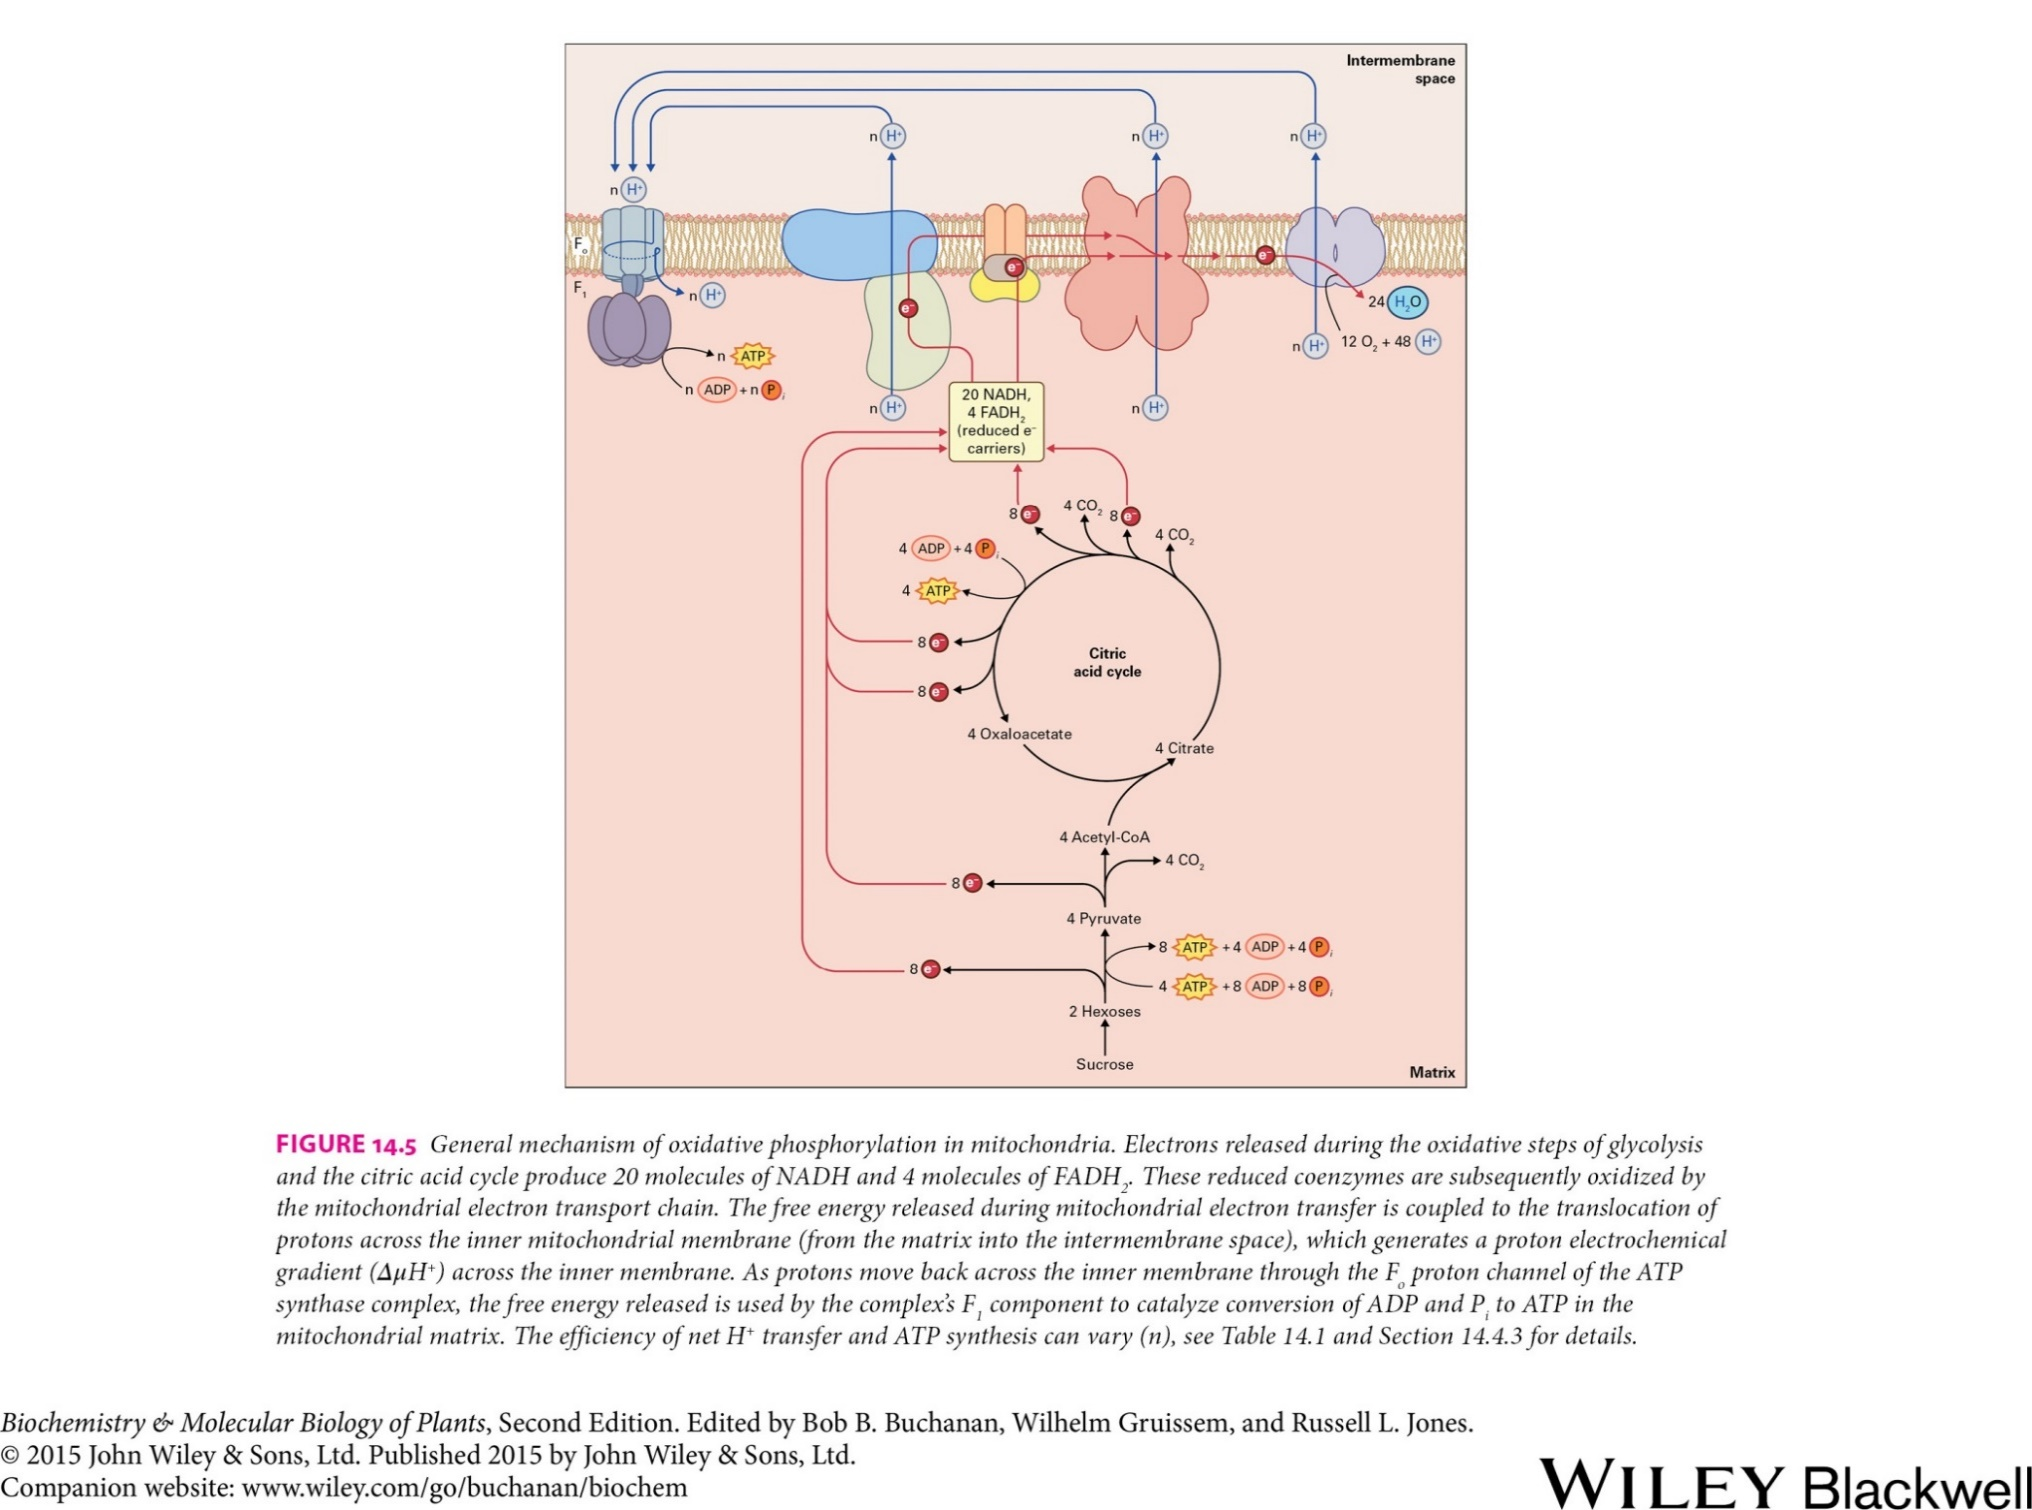 Intermembrane
space
n H⁺
n H⁺
n H⁺
n H⁺
Fₒ
F₁
n H⁺
e⁻
e⁻
e⁻
24 H₂O
12 O₂ + 48 H⁺
n H⁺
n ATP
n ADP + n Pᵢ
n H⁺
n H⁺
20 NADH,
4 FADH₂
(reduced e⁻
carriers)
8 e⁻
4 CO₂
8 e⁻
4 CO₂
4 ADP + 4 Pᵢ
4 ATP
8 e⁻
8 e⁻
Citric
acid cycle
4 Oxaloacetate
4 Citrate
4 Acetyl-CoA
4 CO₂
8 e⁻
4 Pyruvate
8 ATP + 4 ADP + 4 Pᵢ
8 e⁻
4 ATP + 8 ADP + 8 Pᵢ
2 Hexoses
Sucrose
Matrix
FIGURE 14.5 General mechanism of oxidative phosphorylation in mitochondria. Electrons released during the oxidative steps of glycolysis
and the citric acid cycle produce 20 molecules of NADH and 4 molecules of FADH₂. These reduced coenzymes are subsequently oxidized by
the mitochondrial electron transport chain. The free energy released during mitochondrial electron transfer is coupled to the translocation of
protons across the inner mitochondrial membrane (from the matrix into the intermembrane space), which generates a proton electrochemical
gradient (ΔμH⁺) across the inner membrane. As protons move back across the inner membrane through the Fₒ proton channel of the ATP
synthase complex, the free energy released is used by the complex’s F₁ component to catalyze conversion of ADP and Pᵢ to ATP in the
mitochondrial matrix. The efficiency of net H⁺ transfer and ATP synthesis can vary (n), see Table 14.1 and Section 14.4.3 for details.
Biochemistry & Molecular Biology of Plants, Second Edition. Edited by Bob B. Buchanan, Wilhelm Gruissem, and Russell L. Jones.
© 2015 John Wiley & Sons, Ltd. Published 2015 by John Wiley & Sons, Ltd.
Companion website: www.wiley.com/go/buchanan/biochem
WILEY Blackwell